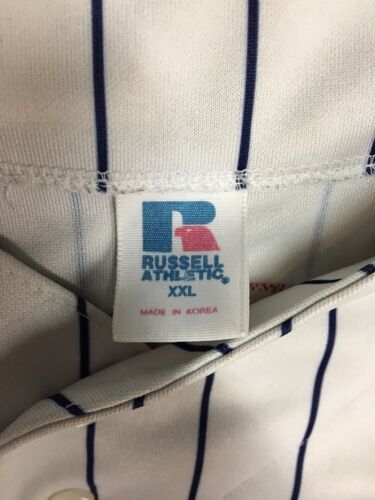 R
RUSSELL
ATHLETIC®
XXL
MADE IN KOREA